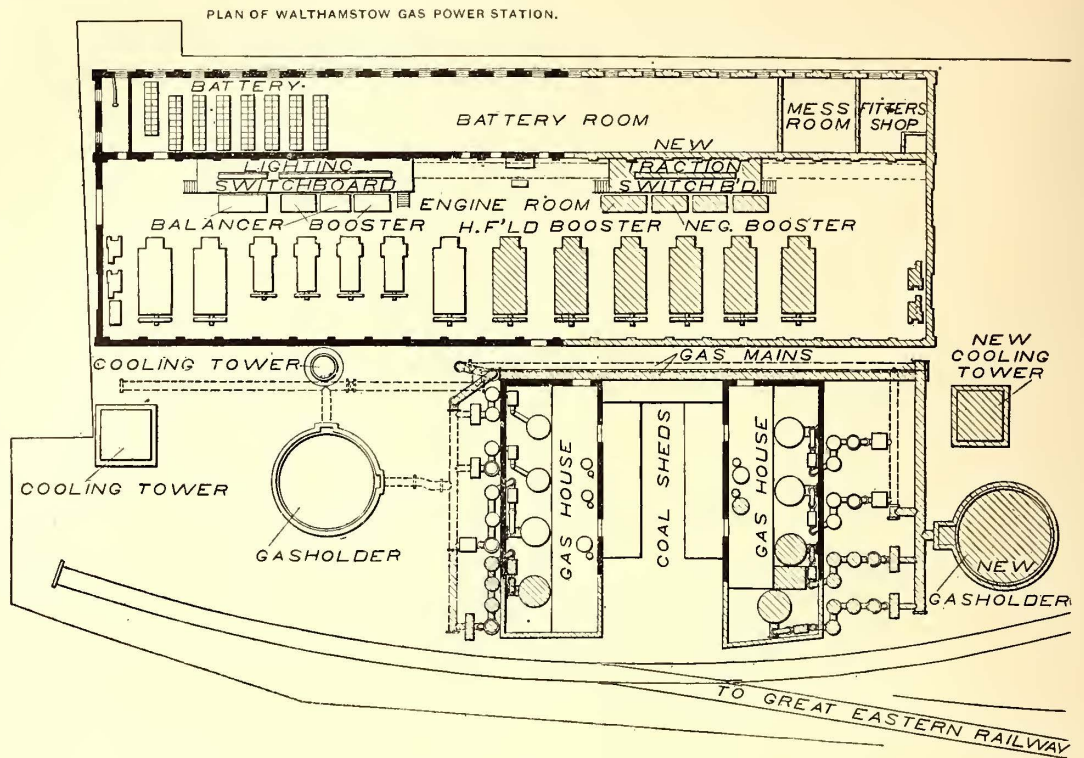 PLAN OF WALTHAMSTOW GAS POWER STATION.
BATTERY
BATTERY ROOM
MESS ROOM
FITTERS SHOP
NEW
LIGHTING
SWITCHBOARD
TRACTION
SWITCHB'D.
ENGINE ROOM
BALANCER
BOOSTER
H.F'LD BOOSTER
NEG. BOOSTER
COOLING TOWER
GAS MAINS
NEW
COOLING
TOWER
COOLING TOWER
GASHOLDER
GAS HOUSE
COAL SHEDS
GAS HOUSE
NEW
GASHOLDER
TO GREAT EASTERN RAILWAY